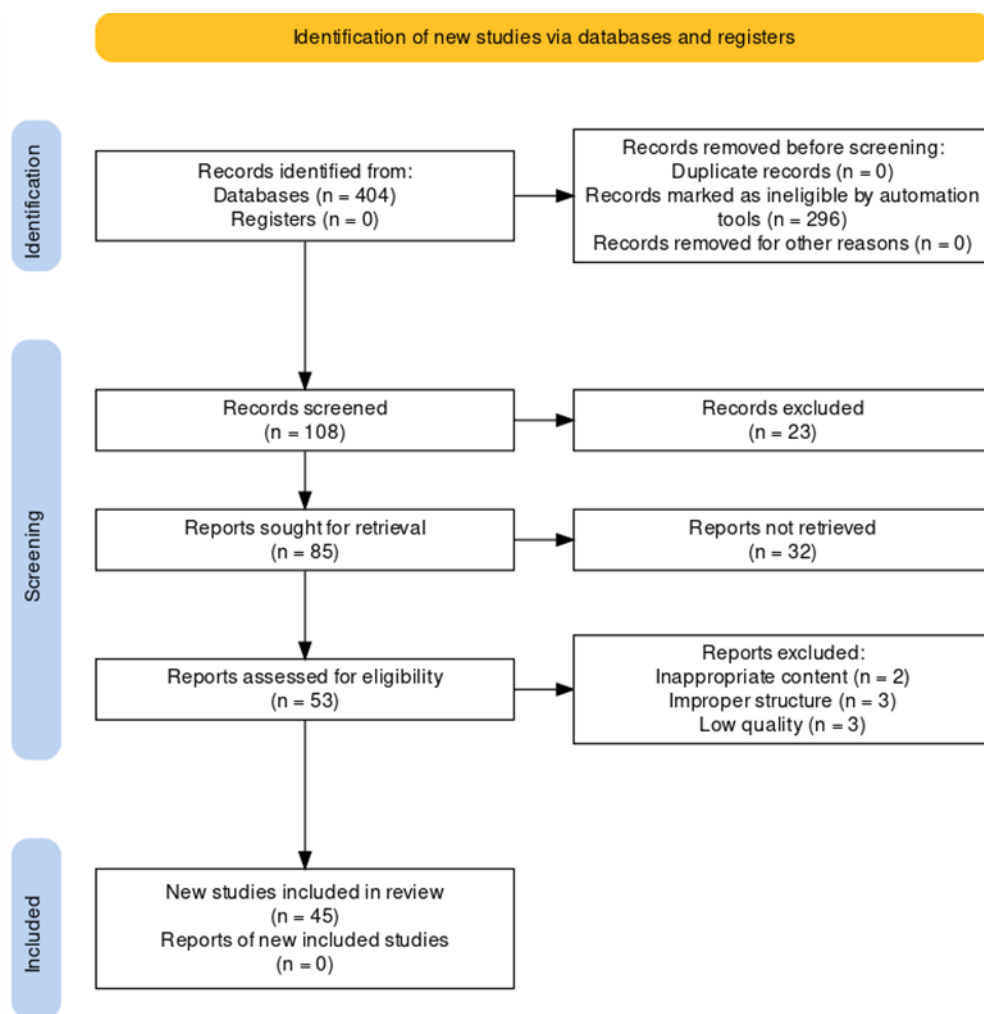 Identification of new studies via databases and registers
Identification
Records identified from:
Databases (n = 404)
Registers (n = 0)
Records removed before screening:
Duplicate records (n = 0)
Records marked as ineligible by automation
tools (n = 296)
Records removed for other reasons (n = 0)
Screening
Records screened
(n = 108)
Records excluded
(n = 23)
Reports sought for retrieval
(n = 85)
Reports not retrieved
(n = 32)
Reports assessed for eligibility
(n = 53)
Reports excluded:
Inappropriate content (n = 2)
Improper structure (n = 3)
Low quality (n = 3)
Included
New studies included in review
(n = 45)
Reports of new included studies
(n = 0)